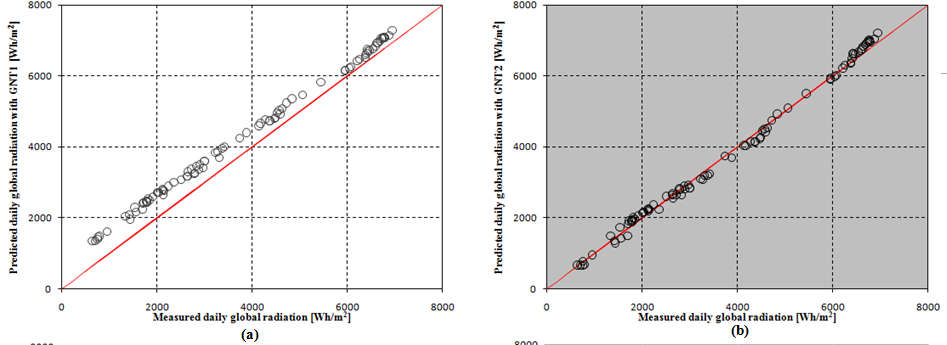 Predicted daily global radiation with GNT1 [Wh/m²]
8000
6000
4000
2000
0
0 2000 4000 6000 8000
Measured daily global radiation [Wh/m²]
(a)
Predicted daily global radiation with GNT2 [Wh/m²]
8000
6000
4000
2000
0
0 2000 4000 6000 8000
Measured daily global radiation [Wh/m²]
(b)
8000